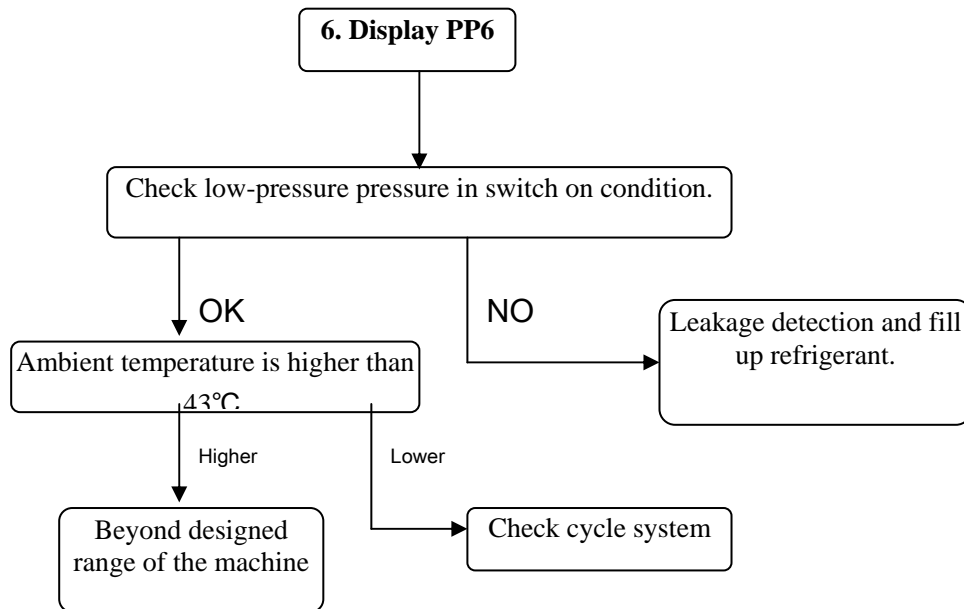 6. Display PP6
Check low-pressure pressure in switch on condition.
OK
NO
Leakage detection and fill
up refrigerant.
Ambient temperature is higher than
43℃
Higher
Lower
Beyond designed
range of the machine
Check cycle system